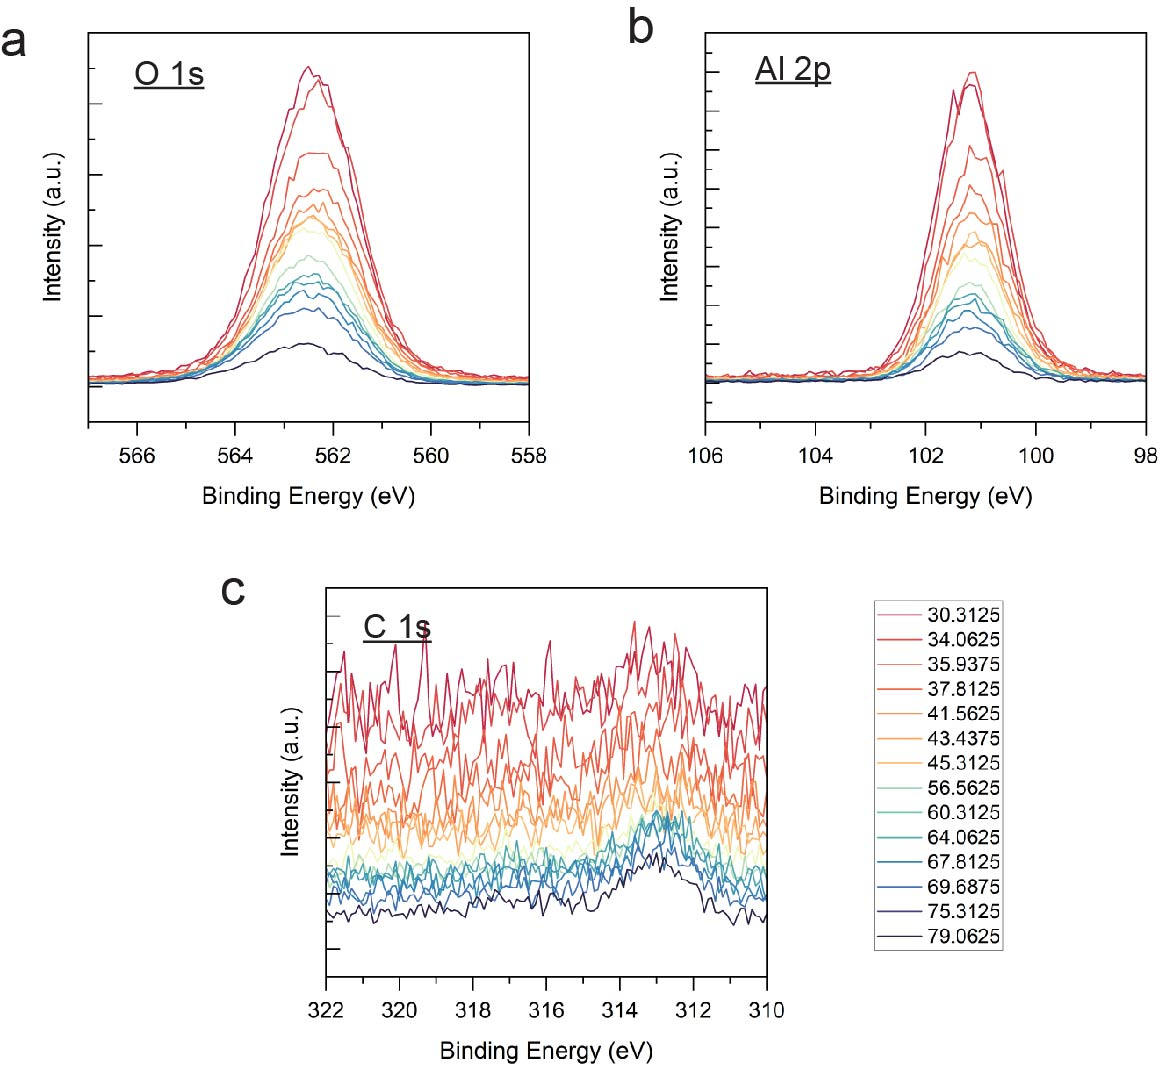 a
O 1s
Intensity (a.u.)
566 564 562 560 558
Binding Energy (eV)
b
Al 2p
Intensity (a.u.)
106 104 102 100 98
Binding Energy (eV)
c
C 1s
Intensity (a.u.)
322 320 318 316 314 312 310
Binding Energy (eV)
30.3125
34.0625
35.9375
37.8125
41.5625
43.4375
45.3125
56.5625
60.3125
64.0625
67.8125
69.6875
75.3125
79.0625